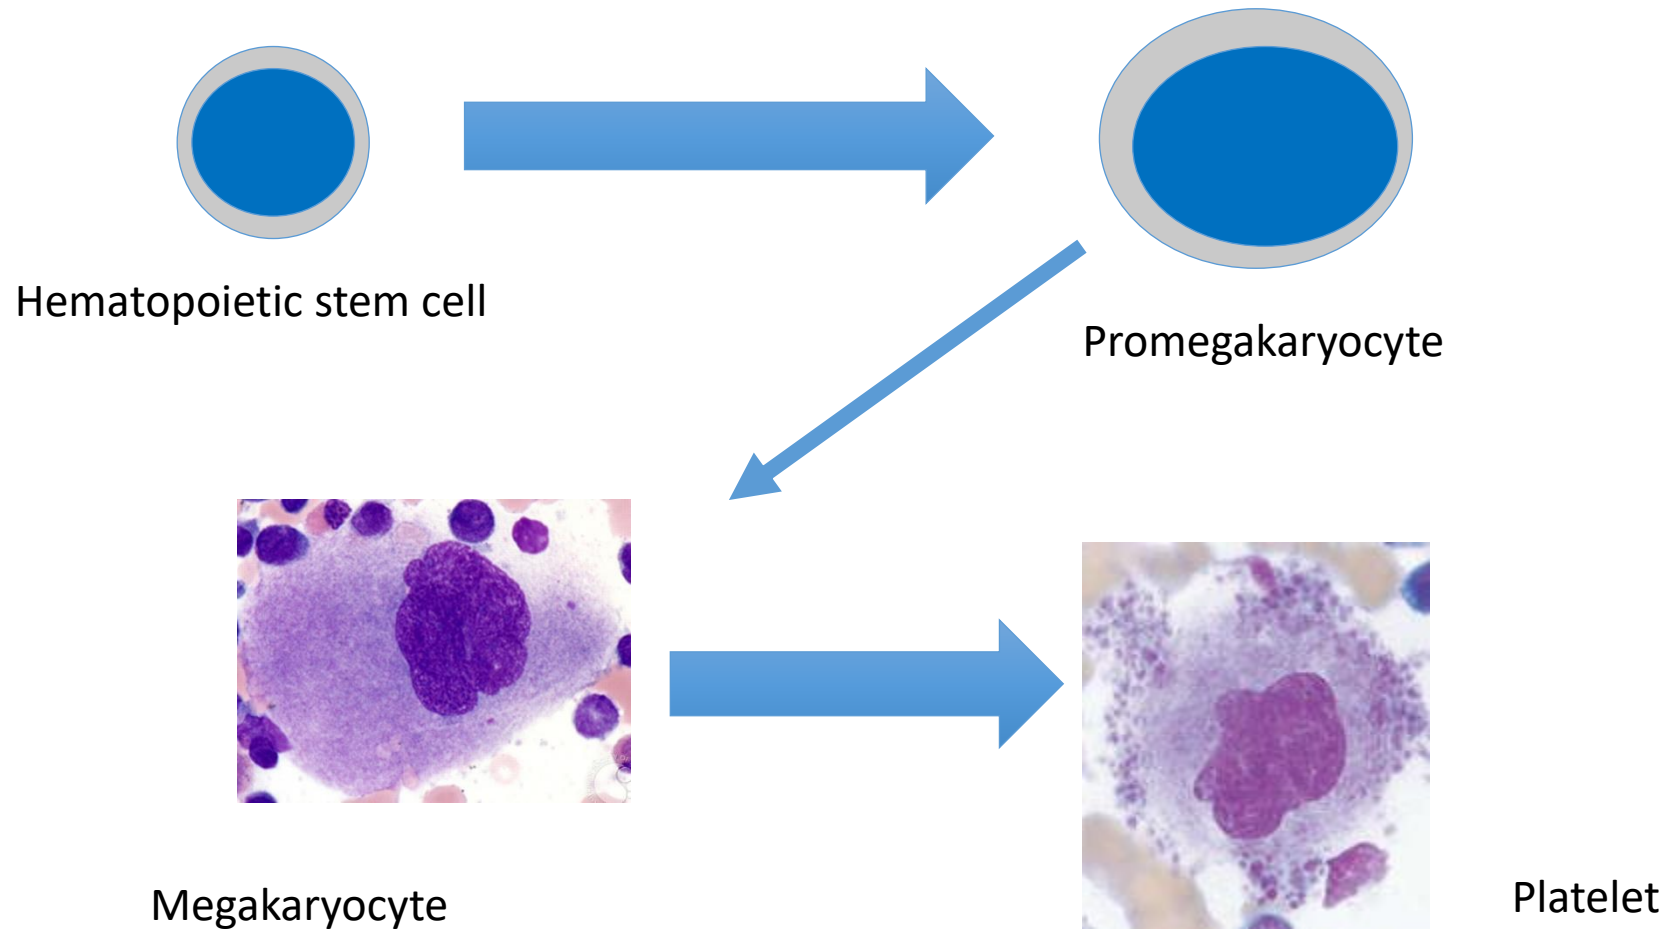 Hematopoietic stem cell
Promegakaryocyte
Megakaryocyte
Platelet